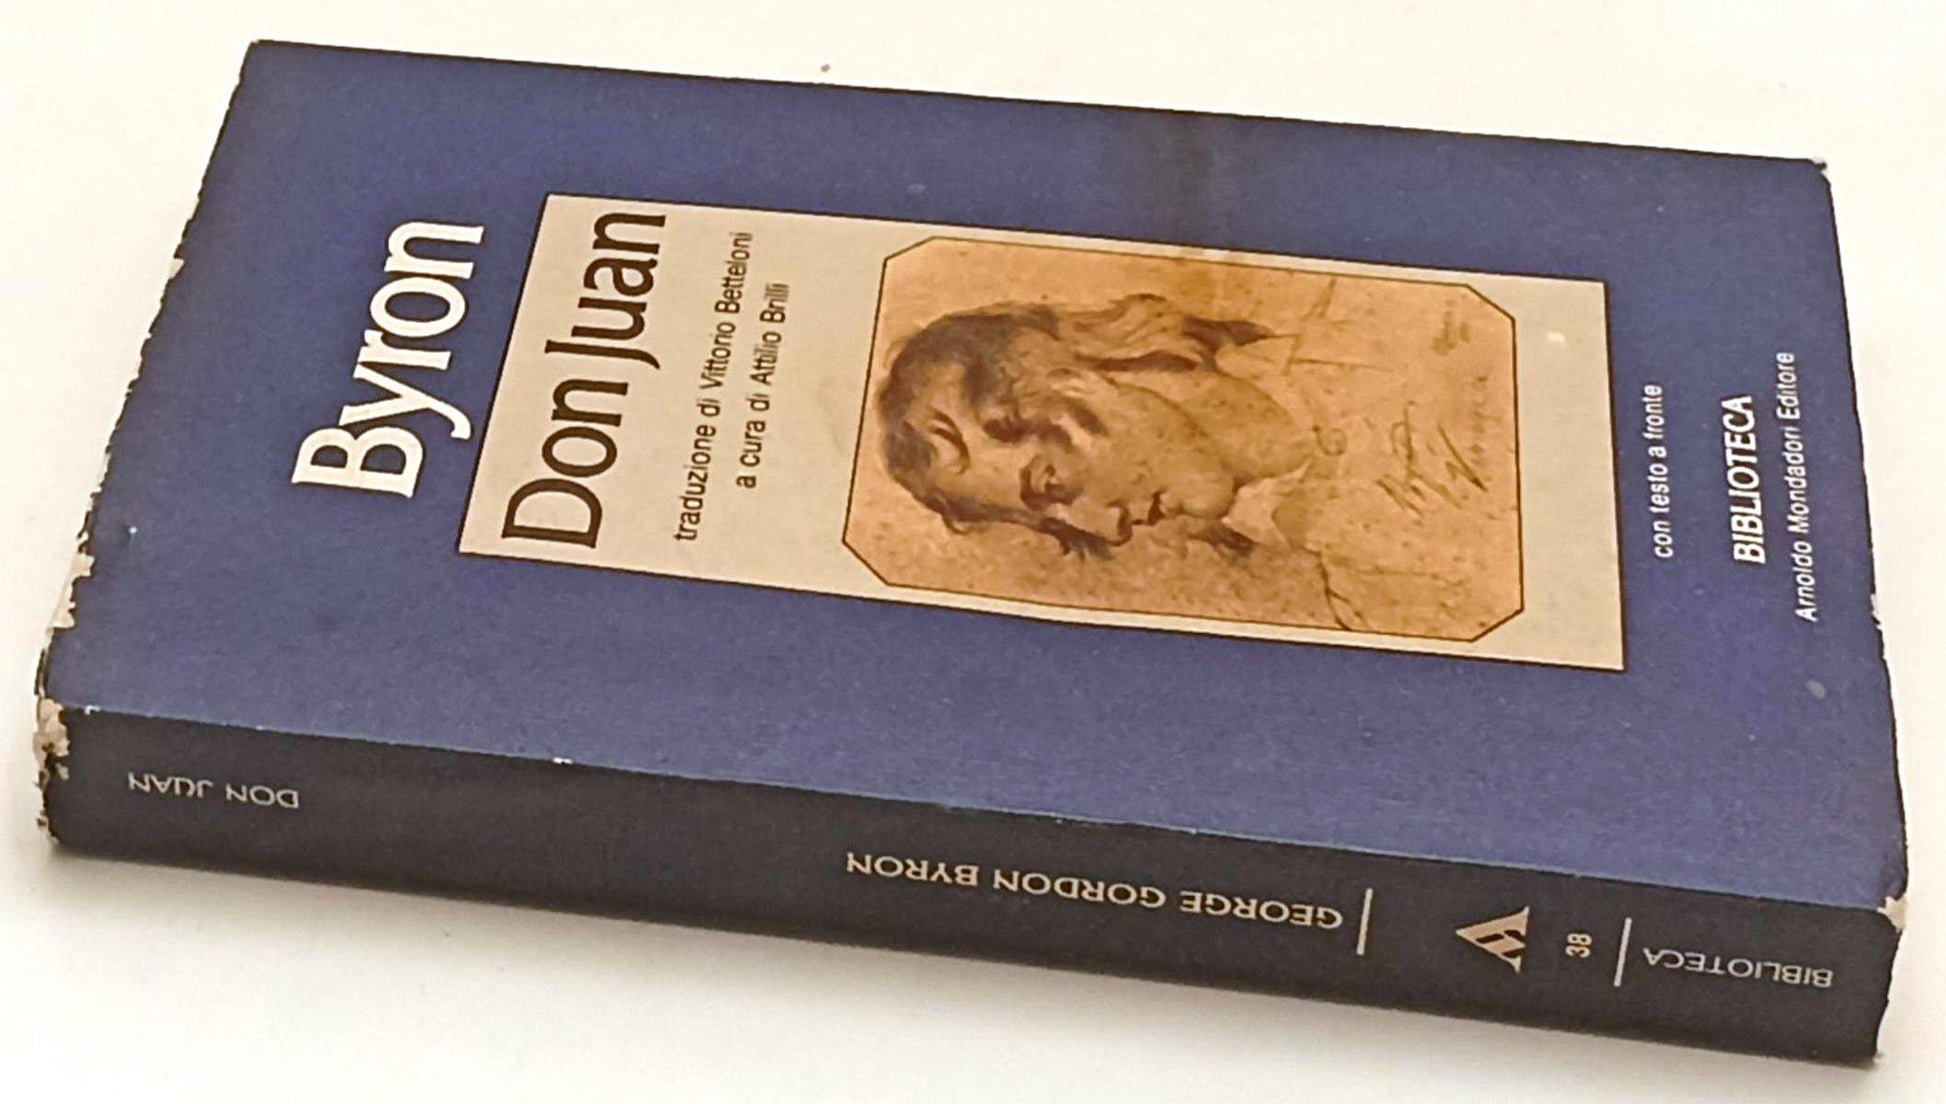 Byron
Don Juan
traduzione di Vittorio Betteloni
a cura di Attilio Brilli
con testo a fronte
BIBLIOTECA
Arnoldo Mondadori Editore
BIBLIOTECA
38
GEORGE GORDON BYRON
DON JUAN